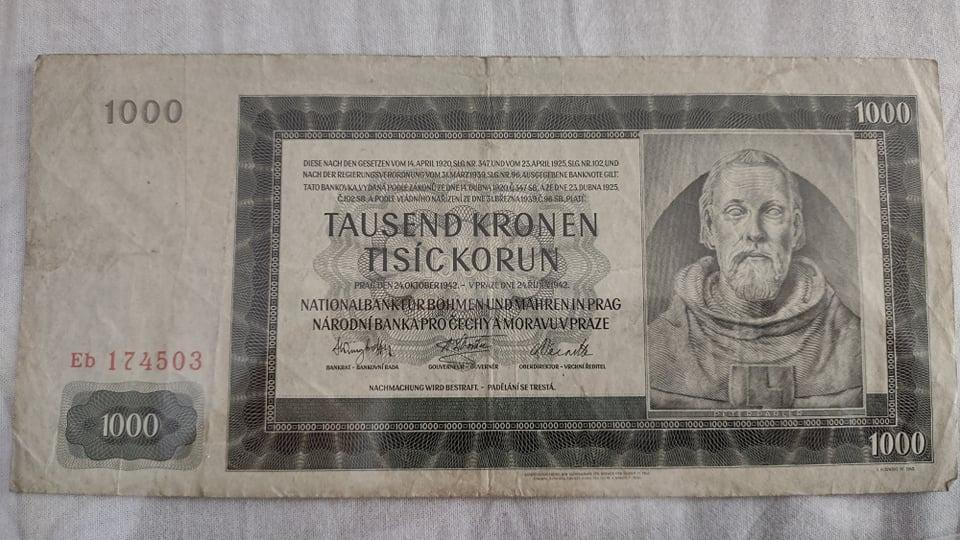 1000
1000
DIESE NACH DEN GESETZEN VOM 14. APRIL 1920, SLG. NR. 347, UND VOM 23. APRIL 1925, SLG. NR. 102, UND
NACH DER REGIERUNGSVERORDNUNG VOM 31. MÄRZ 1939, SLG. NR. 96, AUSGEGEBENE BANKNOTE GILT.
TATO BANKOVKA, VYDANÁ PODLE ZÁKONŮ ZE DNE 14. DUBNA 1920, Č. 347 SB., A ZE DNE 23. DUBNA 1925,
Č. 102 SB., A PODLE VLÁDNÍHO NAŘÍZENÍ ZE DNE 31. BŘEZNA 1939, Č. 96 SB., PLATÍ.
TAUSEND KRONEN
TISÍC KORUN
PRAG, DEN 24. OKTOBER 1942. – V PRAZE DNE 24. ŘÍJNA 1942.
NATIONALBANK FÜR BÖHMEN UND MÄHREN IN PRAG
NÁRODNÍ BANKA PRO ČECHY A MORAVU V PRAZE
BANKRAT - BANKOVNÍ RADA
GOUVERNEUR - GUVERNÉR
OBERDIREKTOR - VRCHNÍ ŘEDITEL
NACHMACHUNG WIRD BESTRAFT. - PADĚLÁNÍ SE TRESTÁ.
Eb 174503
1000
PETER PARLER
1000